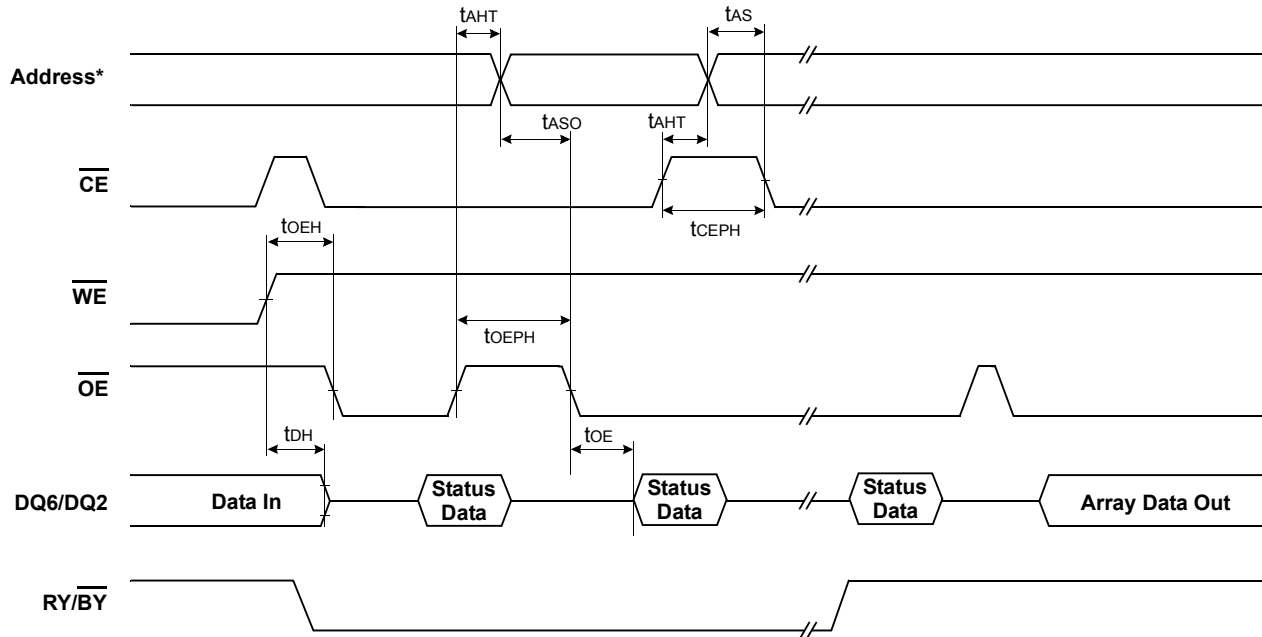 tAHT
tAS
Address*
tASO
tAHT
CE
tCEPH
tOEH
WE
tOEPH
OE
tDH
tOE
DQ6/DQ2
Data In
Status
Data
Status
Data
Status
Data
Array Data Out
RY/BY